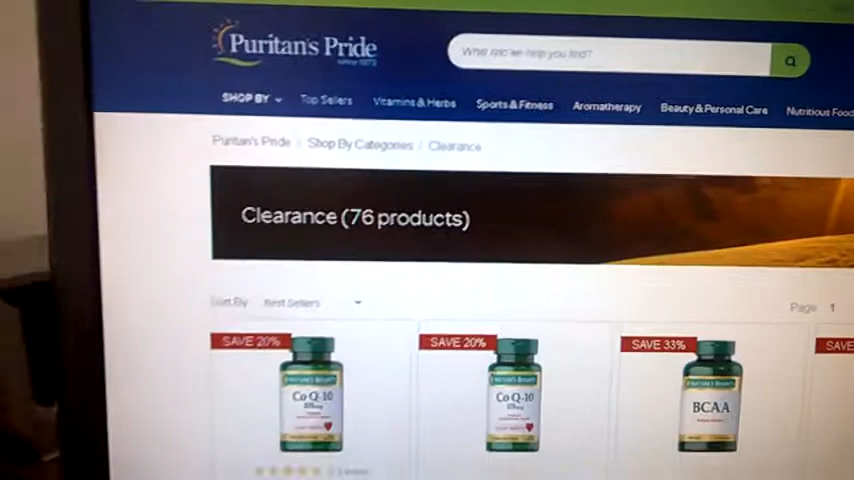 Puritan's Pride
since 1973
What can we help you find?
SHOP BY Top Sellers Vitamins & Herbs Sports & Fitness Aromatherapy Beauty & Personal Care Nutritious Food
Puritan's Pride / Shop By Categories / Clearance
Clearance (76 products)
Sort By Best Sellers
Page 1
SAVE 20% SAVE 20% SAVE 33% SAVE
Co Q-10 Co Q-10 BCAA